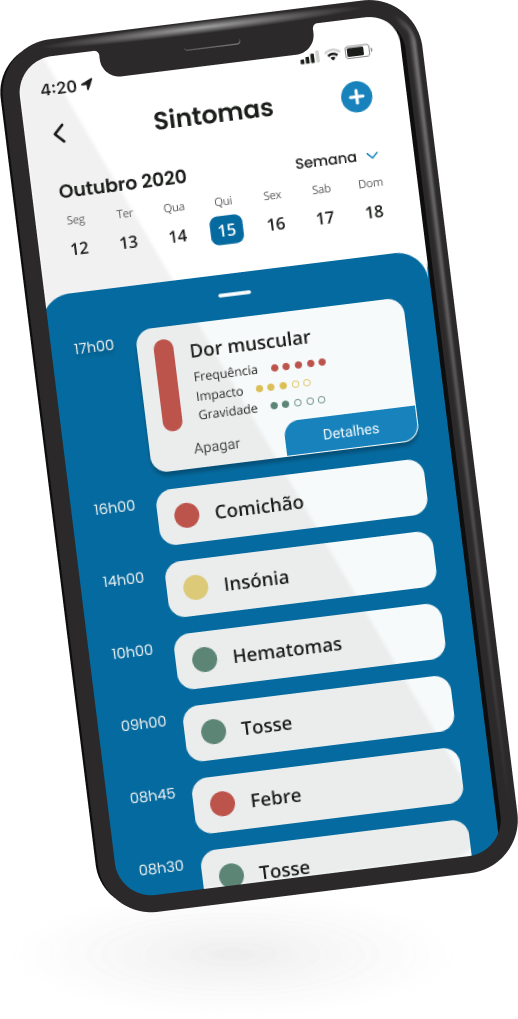 4:20
Sintomas
Outubro 2020
Semana
Seg Ter Qua Qui Sex Sab Dom
12 13 14 15 16 17 18
17h00
Dor muscular
Frequência
Impacto
Gravidade
Apagar
Detalhes
16h00
Comichão
14h00
Insónia
10h00
Hematomas
09h00
Tosse
08h45
Febre
08h30
Tosse